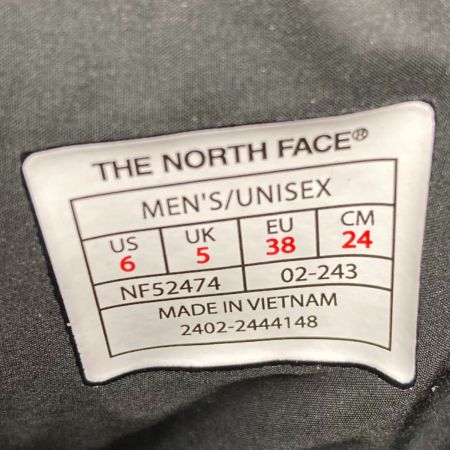 THE NORTH FACE®
MEN'S/UNISEX
US UK EU CM
6 5 38 24
NF52474 02-243
MADE IN VIETNAM
2402-2444148